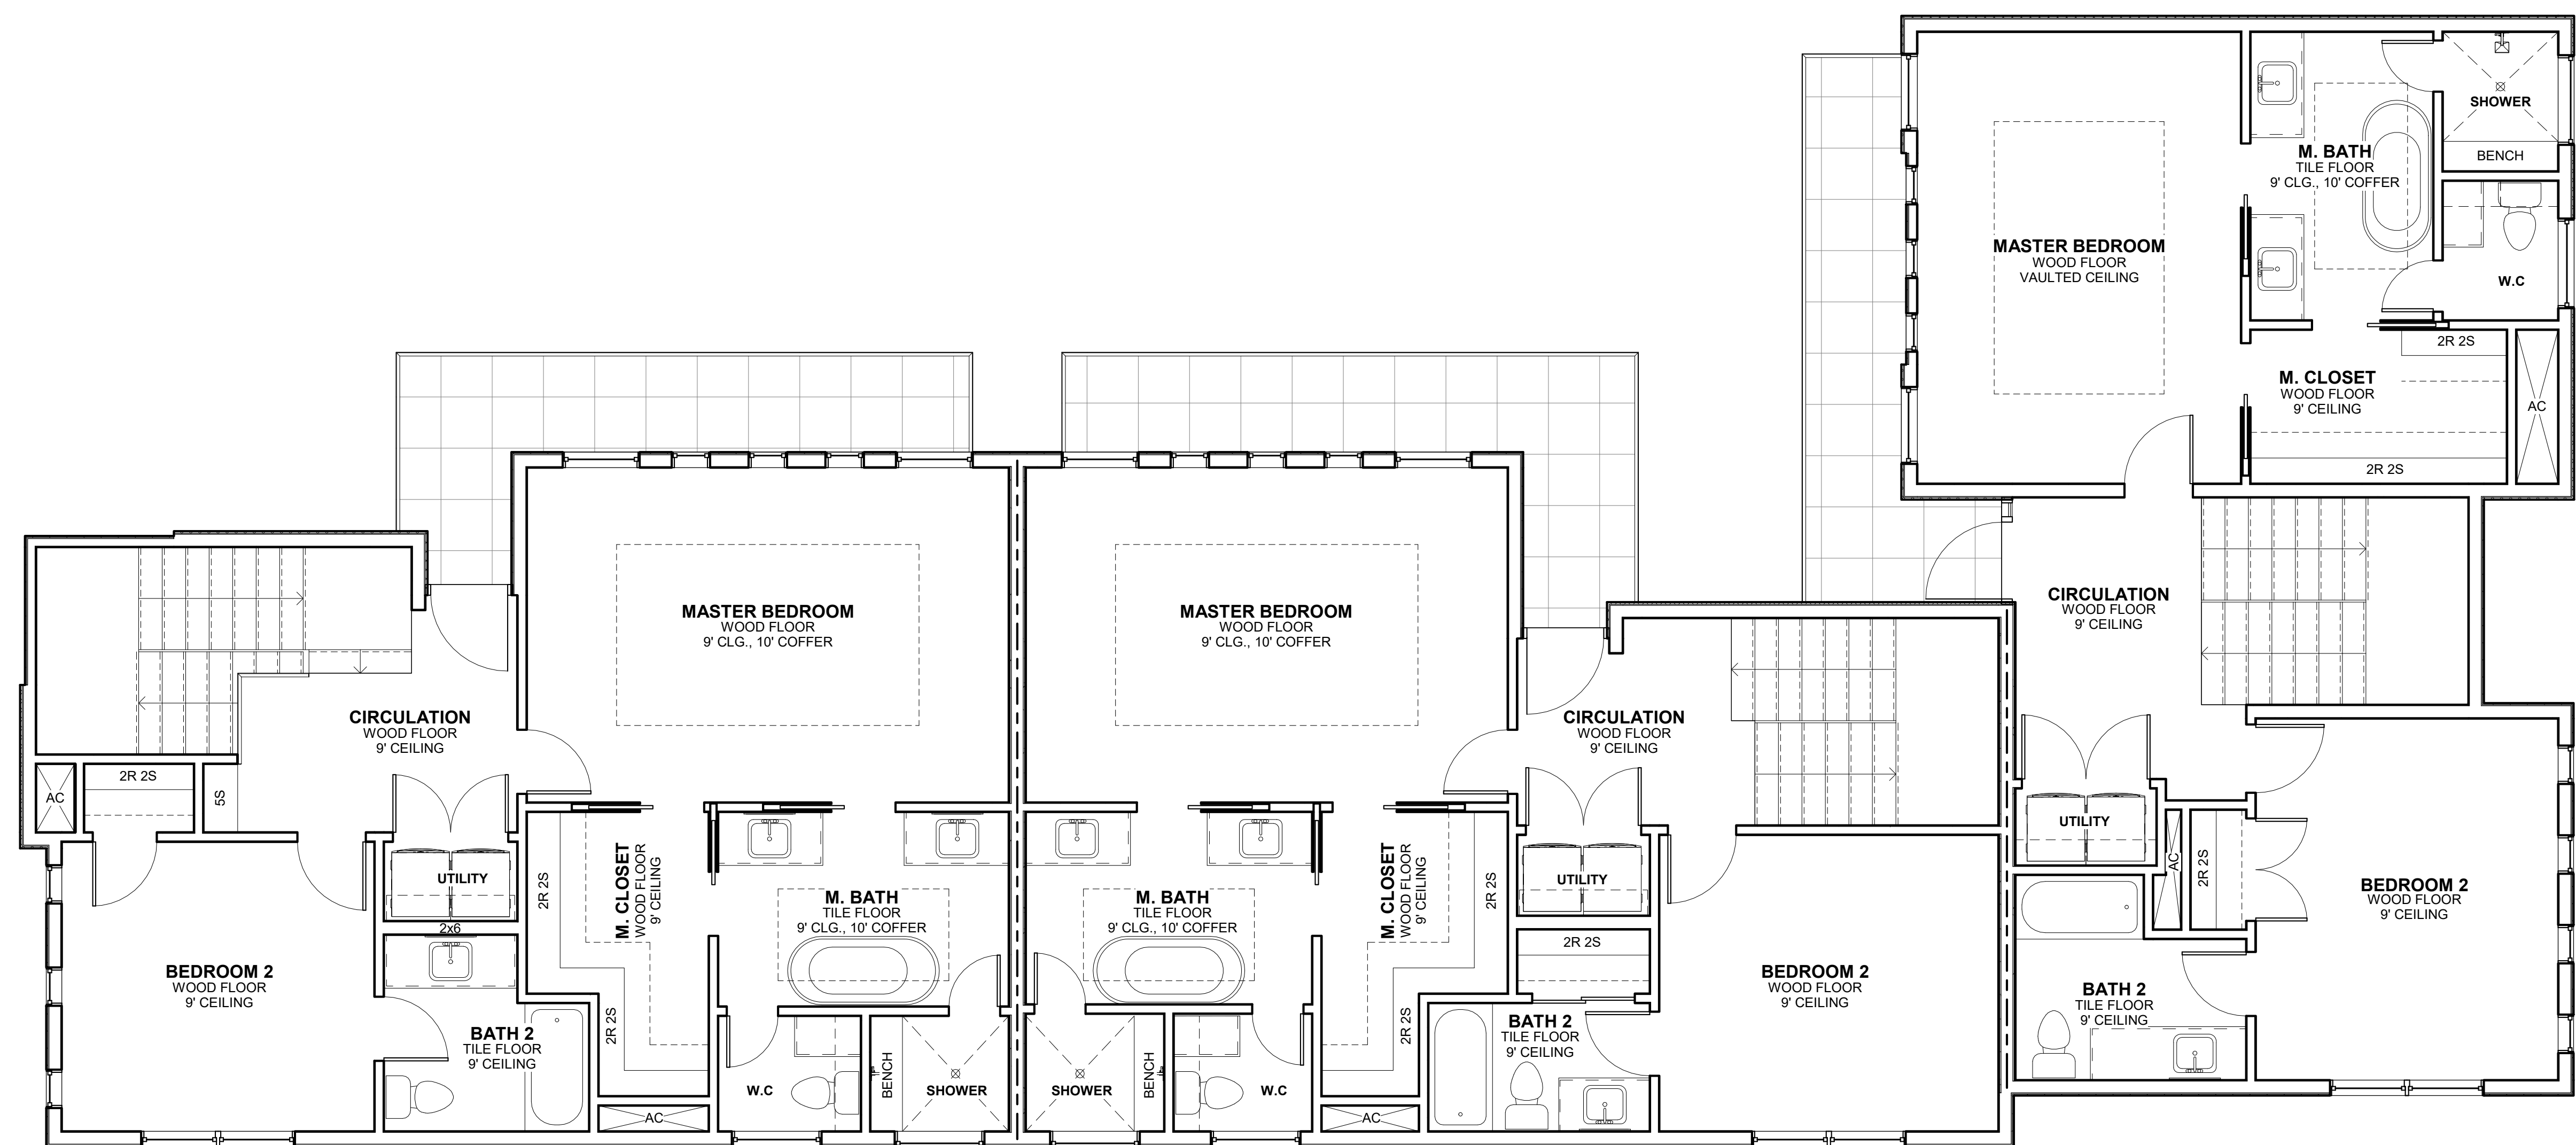 SHOWER
BENCH
M. BATH
TILE FLOOR
9' CLG., 10' COFFER
MASTER BEDROOM
WOOD FLOOR
VAULTED CEILING
W.C
2R 2S
M. CLOSET
WOOD FLOOR
9' CEILING
AC
2R 2S
CIRCULATION
WOOD FLOOR
9' CEILING
MASTER BEDROOM
WOOD FLOOR
9' CLG., 10' COFFER
MASTER BEDROOM
WOOD FLOOR
9' CLG., 10' COFFER
CIRCULATION
WOOD FLOOR
9' CEILING
CIRCULATION
WOOD FLOOR
9' CEILING
AC
2R 2S
5S
UTILITY
2x6
BEDROOM 2
WOOD FLOOR
9' CEILING
BATH 2
TILE FLOOR
9' CEILING
2R 2S
M. CLOSET
WOOD FLOOR
9' CEILING
2R 2S
AC
M. BATH
TILE FLOOR
9' CLG., 10' COFFER
W.C
BENCH
SHOWER
M. BATH
TILE FLOOR
9' CLG., 10' COFFER
SHOWER
BENCH
W.C
M. CLOSET
WOOD FLOOR
9' CEILING
2R 2S
2R 2S
AC
UTILITY
2R 2S
BATH 2
TILE FLOOR
9' CEILING
BEDROOM 2
WOOD FLOOR
9' CEILING
UTILITY
AC
2R 2S
BEDROOM 2
WOOD FLOOR
9' CEILING
BATH 2
TILE FLOOR
9' CEILING